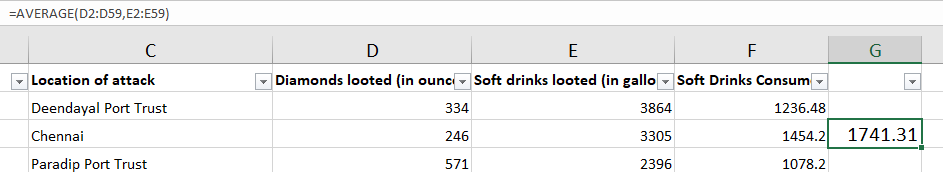 =AVERAGE(D2:D59,E2:E59)
C D E F G
Location of attack Diamonds looted (in ounc Soft drinks looted (in gallo Soft Drinks Consum
Deendayal Port Trust 334 3864 1236.48
Chennai 246 3305 1454.2 1741.31
Paradip Port Trust 571 2396 1078.2